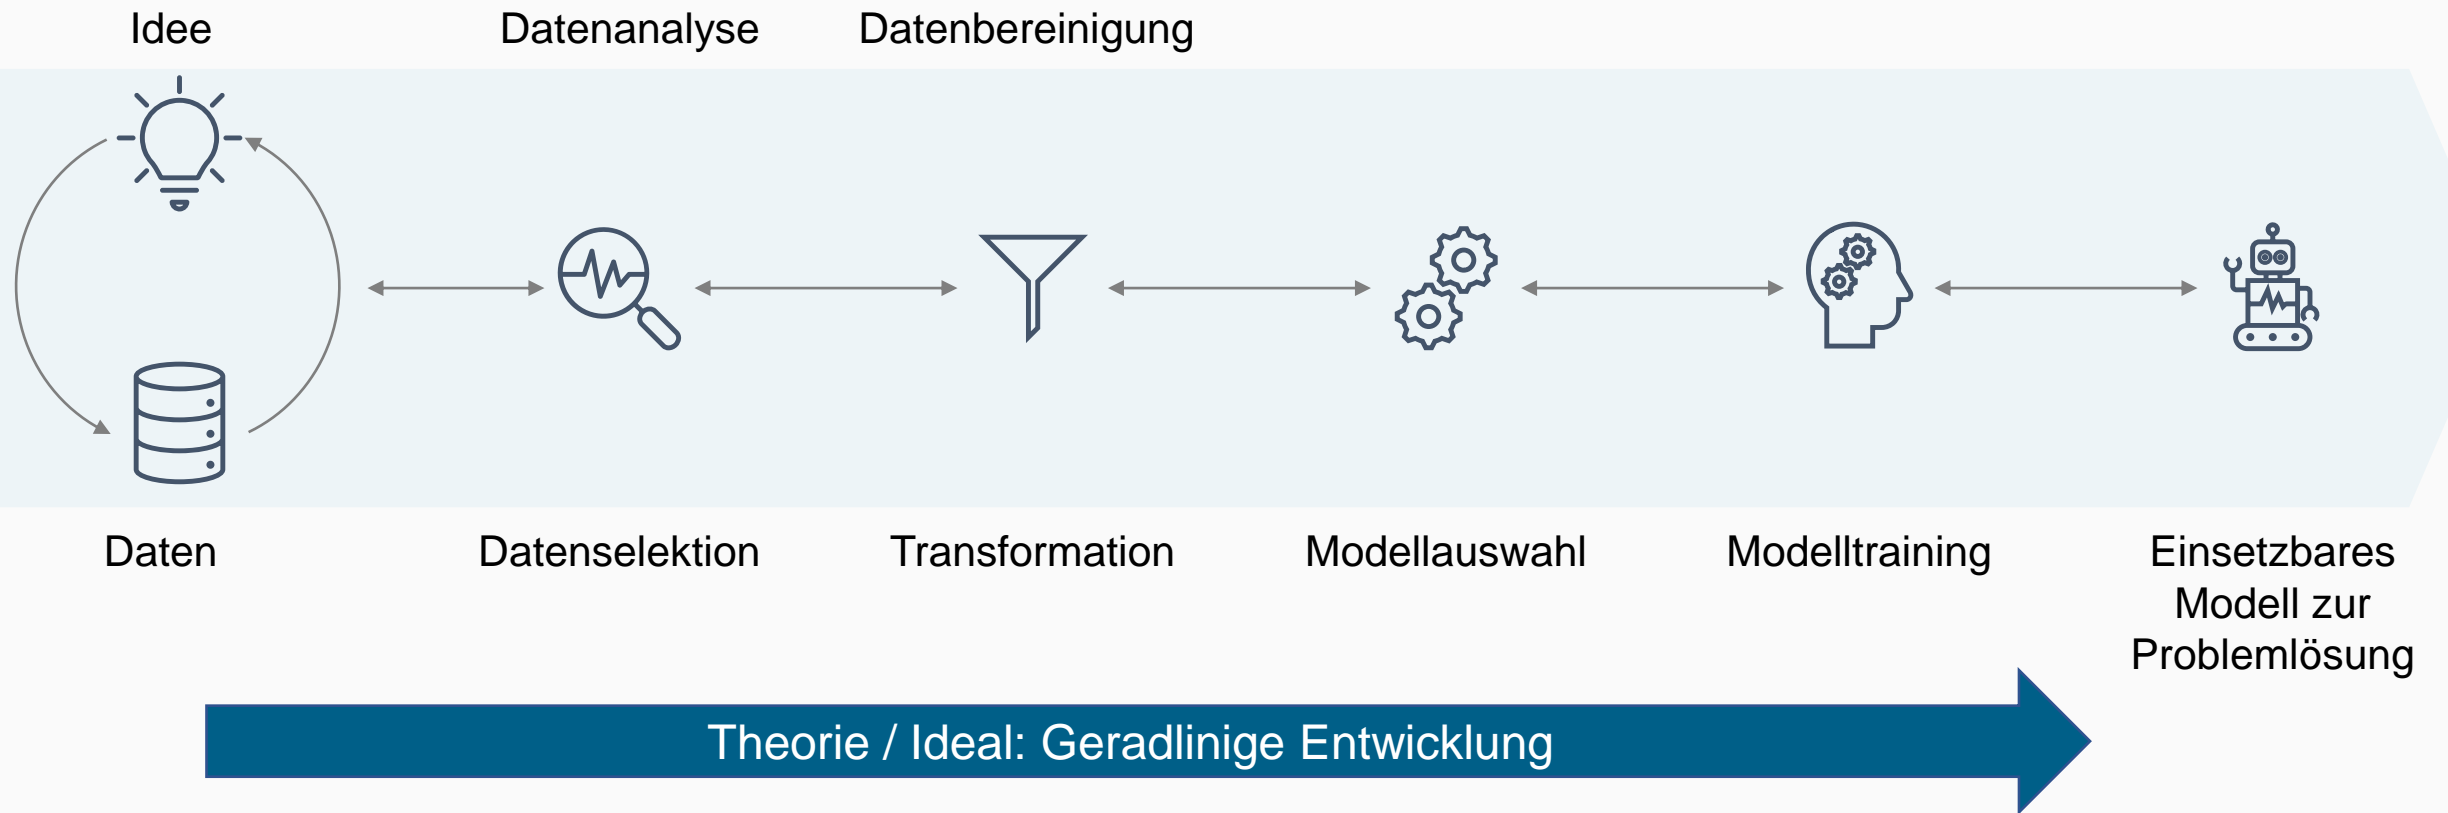 Idee
Datenanalyse
Datenbereinigung
Daten
Datenselektion
Transformation
Modellauswahl
Modelltraining
Einsetzbares
Modell zur
Problemlösung
Theorie / Ideal: Geradlinige Entwicklung